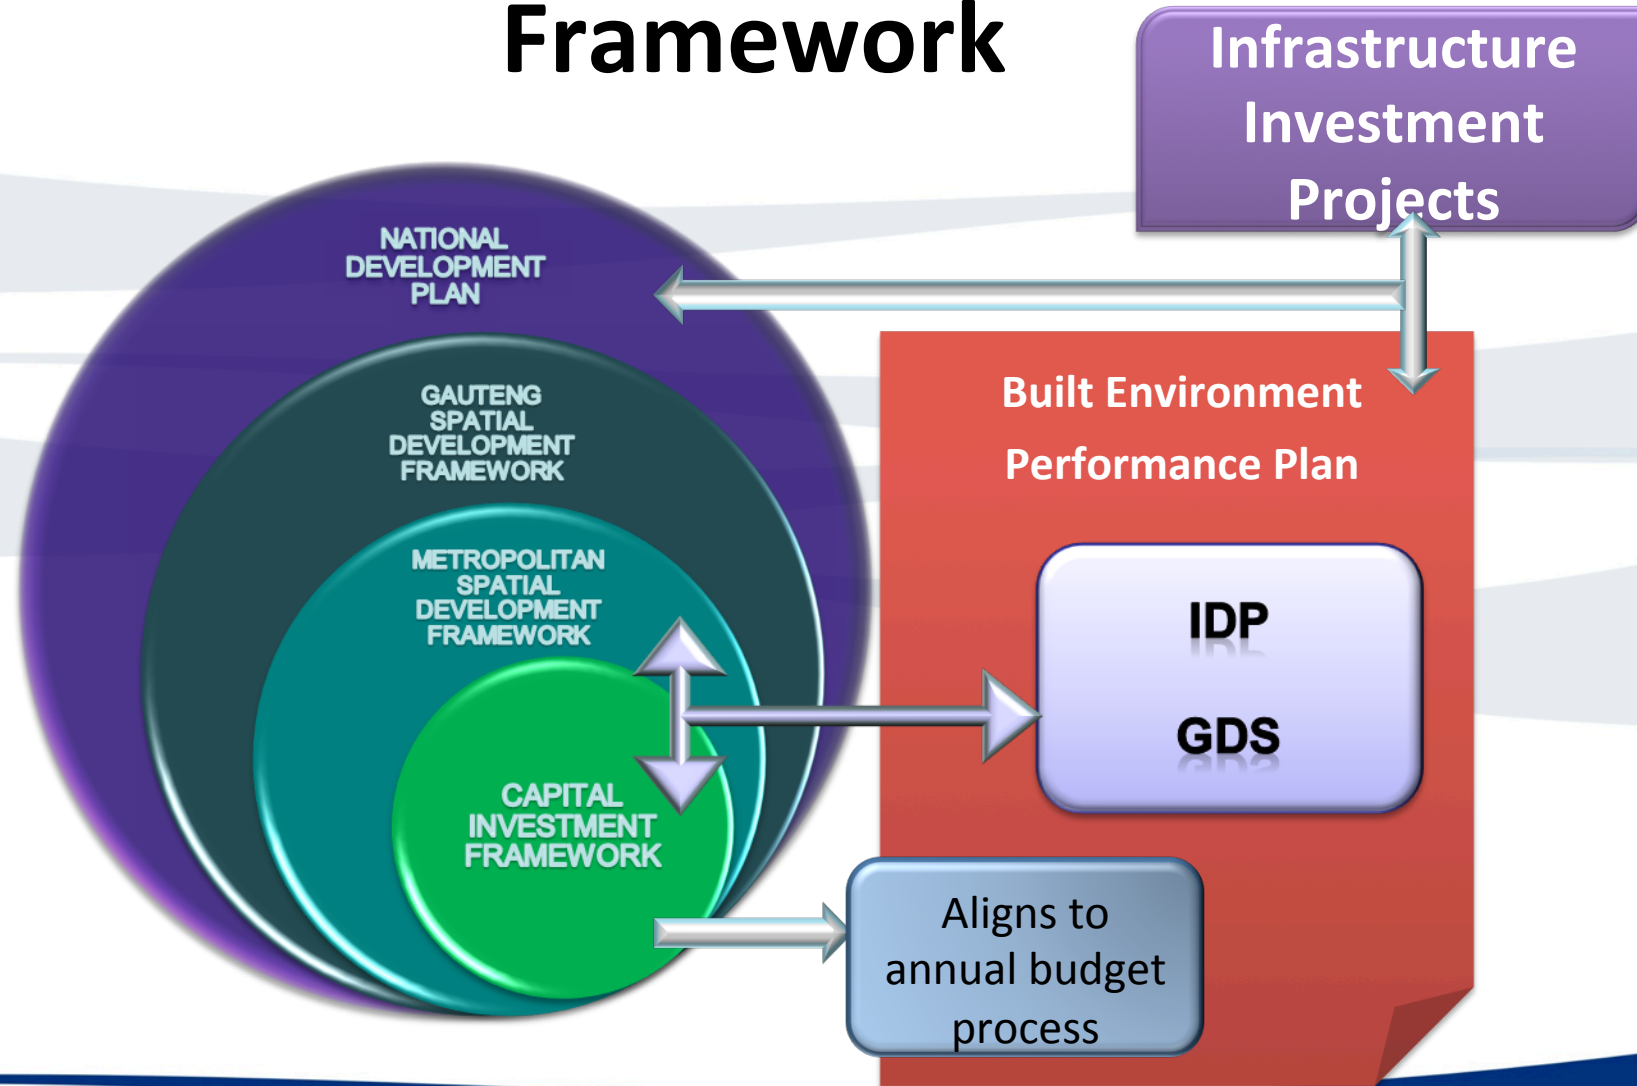 Framework
Infrastructure
Investment
Projects
NATIONAL
DEVELOPMENT
PLAN
GAUTENG
SPATIAL
DEVELOPMENT
FRAMEWORK
METROPOLITAN
SPATIAL
DEVELOPMENT
FRAMEWORK
CAPITAL
INVESTMENT
FRAMEWORK
Built Environment
Performance Plan
IDP
GDS
Aligns to
annual budget
process